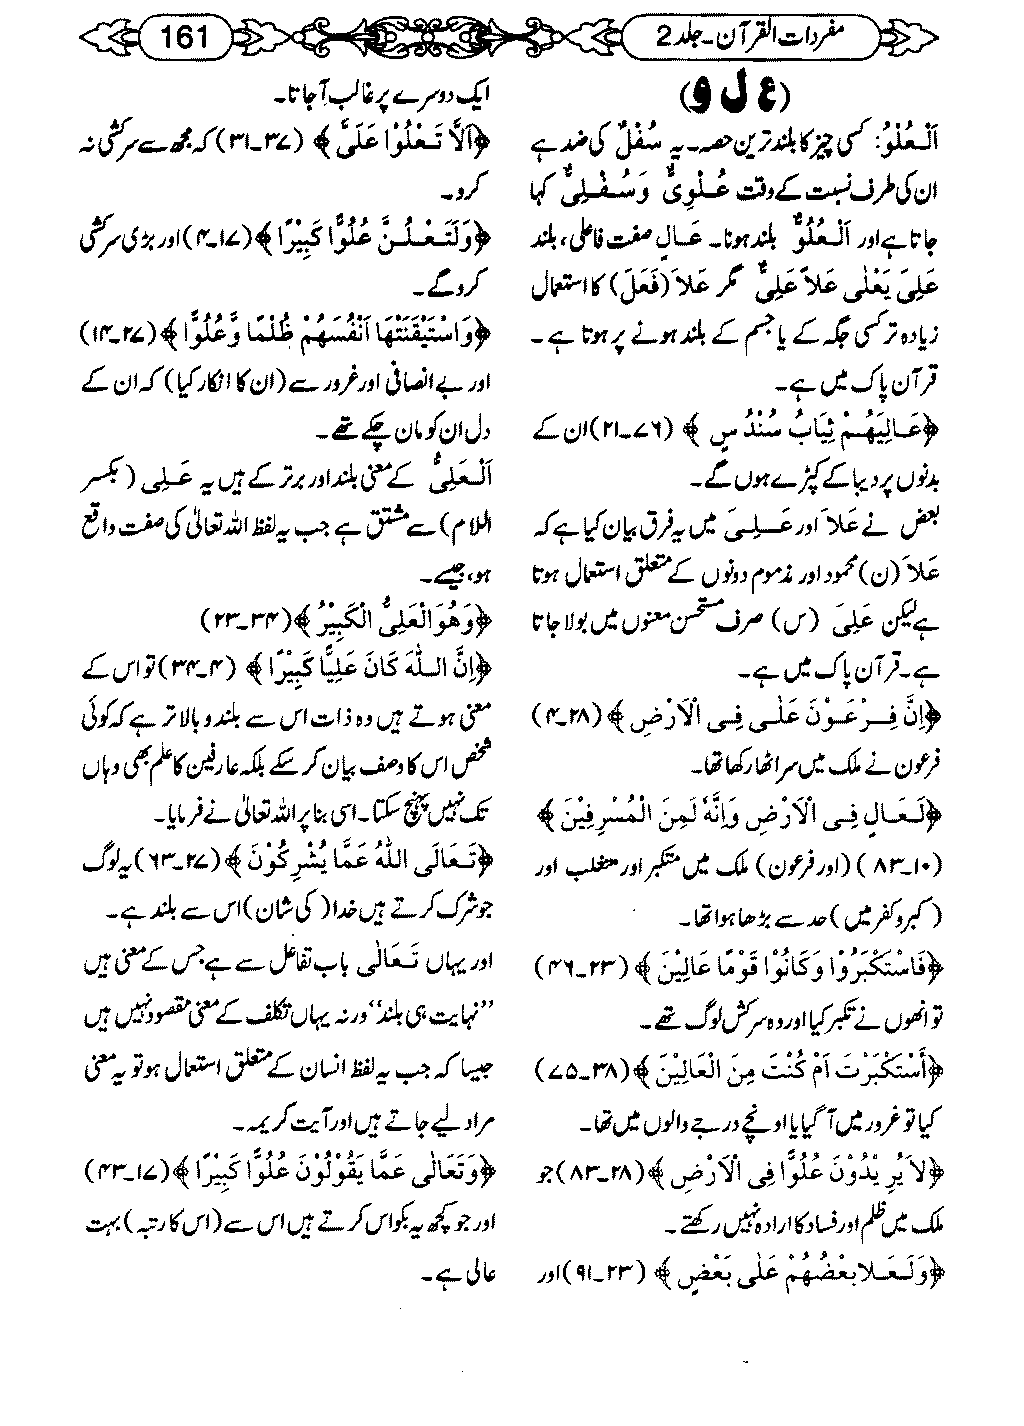 مفردات القرآن۔جلد 2
161
(ع ل و)
اَلْعُلْوُ: کسی چیز کا بلند ترین حصہ۔ یہ سُفْلٌ کی ضد ہے
ان کی طرف نسبت کے وقت عُلْوِیٌّ وَسُفْلِیٌّ کہا
جاتا ہے اور اَلْعُلُوُّ بلند ہونا۔ عَالٍ صفت فاعلی، بلند
عَلِیَ یَعْلٰی عَلَاً عَلِیٌّ مگر عَلَا (فَعَلَ) کا استعمال
زیادہ تر کسی جگہ کے یا جسم کے بلند ہونے پر ہوتا ہے۔
قرآن پاک میں ہے۔
﴿عَالِیَھُمْ ثِیَابُ سُنْدُسٍ﴾ (۷۶۔۲۱) ان کے
بدنوں پر دیبا کے کپڑے ہوں گے۔
بعض نے عَلَا اور عَلِیَ میں یہ فرق بیان کیا ہے کہ
عَلَا (ن) محمود اور مذموم دونوں کے متعلق استعمال ہوتا
ہے لیکن عَلِیَ (س) صرف مستحسن معنوں میں بولا جاتا
ہے۔ قرآن پاک میں ہے۔
﴿اِنَّ فِرْعَوْنَ عَلٰی فِی الْاَرْضِ﴾ (۲۸۔۴)
فرعون نے ملک میں سر اٹھا رکھا تھا۔
﴿لَعَالٍ فِی الْاَرْضِ وَاِنَّهٗ لَمِنَ الْمُسْرِفِیْنَ﴾
(۱۰۔۸۳) (اور فرعون) ملک میں متکبر اور متغلب اور
(کبر و کفر میں) حد سے بڑھا ہوا تھا۔
﴿فَاسْتَکْبَرُوا وَکَانُوْا قَوْمًا عَالِیْنَ﴾ (۲۳۔۴۶)
تو انھوں نے تکبر کیا اور وہ سرکش لوگ تھے۔
﴿أَسْتَکْبَرْتَ اَمْ کُنْتَ مِنَ الْعَالِیْنَ﴾ (۳۸۔۷۵)
کیا تو غرور میں آ گیا یا اونچے درجے والوں میں تھا۔
﴿لَا یُرِیْدُوْنَ عُلُوًّا فِی الْاَرْضِ﴾ (۲۸۔۸۳) جو
ملک میں ظلم اور فساد کا ارادہ نہیں رکھتے۔
﴿وَلَعَلَا بَعْضُهُمْ عَلٰی بَعْضٍ﴾ (۲۳۔۹۱) اور
ایک دوسرے پر غالب آ جاتا۔
﴿اَلَّا تَعْلُوْا عَلَیَّ﴾ (۲۷۔۳۱) کہ مجھ سے سرکشی نہ
کرو۔
﴿وَلَتَعْلُنَّ عُلُوًّا کَبِیْرًا﴾ (۱۷۔۴) اور بڑی سرکشی
کرو گے۔
﴿وَاسْتَیْقَنَتْهَا اَنْفُسُهُمْ ظُلْمًا وَّعُلُوًّا﴾ (۲۷۔۱۴)
اور بے انصافی اور غرور سے (ان کا انکار کیا) کہ ان کے
دل ان کو مان چکے تھے۔
اَلْعَلِیُّ کے معنی بلند اور برتر کے ہیں یہ عَلِی (بکسر
اللام) سے مشتق ہے جب یہ لفظ اللہ تعالیٰ کی صفت واقع
ہو، جیسے۔
﴿وَهُوَ الْعَلِیُّ الْکَبِیْرُ﴾ (۳۴۔۲۳)
﴿اِنَّ اللّٰهَ کَانَ عَلِیًّا کَبِیْرًا﴾ (۴۔۳۴) تو اس کے
معنی ہوتے ہیں وہ ذات اس سے بلند و بالا تر ہے کہ کوئی
شخص اس کا وصف بیان کر سکے بلکہ عارفین کا علم بھی وہاں
تک نہیں پہنچ سکتا۔ اسی بنا پر اللہ تعالیٰ نے فرمایا۔
﴿تَعَالَی اللّٰهُ عَمَّا یُشْرِکُوْنَ﴾ (۲۷۔۶۳) یہ لوگ
جو شرک کرتے ہیں خدا (کی شان) اس سے بلند ہے۔
اور یہاں تَعَالٰی باب تفاعل سے ہے جس کے معنی ہیں
”نہایت ہی بلند“ ورنہ یہاں تکلف کے معنی مقصود نہیں ہیں
جیسا کہ جب یہ لفظ انسان کے متعلق استعمال ہو تو یہ معنی
مراد لیے جاتے ہیں اور آیت کریمہ۔
﴿وَتَعَالٰی عَمَّا یَقُوْلُوْنَ عُلُوًّا کَبِیْرًا﴾ (۱۷۔۴۳)
اور جو کچھ یہ بکواس کرتے ہیں اس سے (اس کا رتبہ) بہت
عالی ہے۔